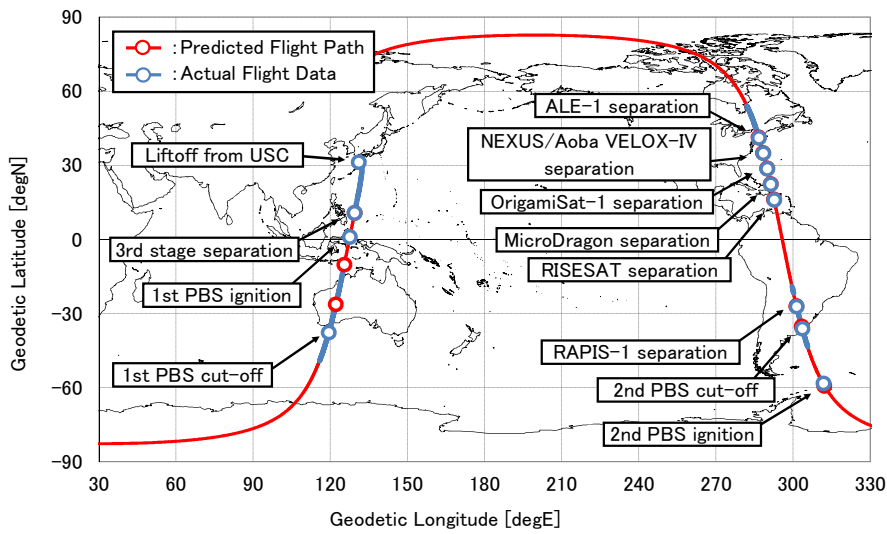 90
60
30
0
-30
-60
-90
Geodetic Latitude [degN]
: Predicted Flight Path
: Actual Flight Data
ALE-1 separation
NEXUS/Aoba VELOX-IV
separation
Liftoff from USC
OrigamiSat-1 separation
MicroDragon separation
3rd stage separation
RISESAT separation
1st PBS ignition
RAPIS-1 separation
1st PBS cut-off
2nd PBS cut-off
2nd PBS ignition
30 60 90 120 150 180 210 240 270 300 330
Geodetic Longitude [degE]